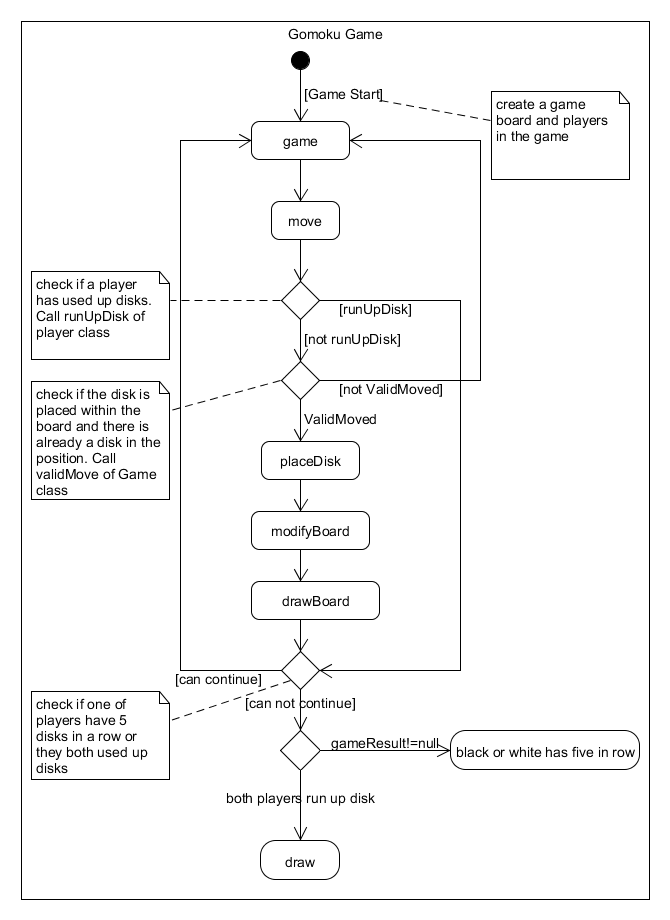 Gomoku Game
[Game Start]
create a game
board and players
in the game
game
move
check if a player
has used up disks.
Call runUpDisk of
player class
[runUpDisk]
[not runUpDisk]
check if the disk is
placed within the
board and there is
already a disk in the
position. Call
validMove of Game
class
[not ValidMoved]
ValidMoved
placeDisk
modifyBoard
drawBoard
[can continue]
[can not continue]
check if one of
players have 5
disks in a row or
they both used up
disks
gameResult!=null
black or white has five in row
both players run up disk
draw